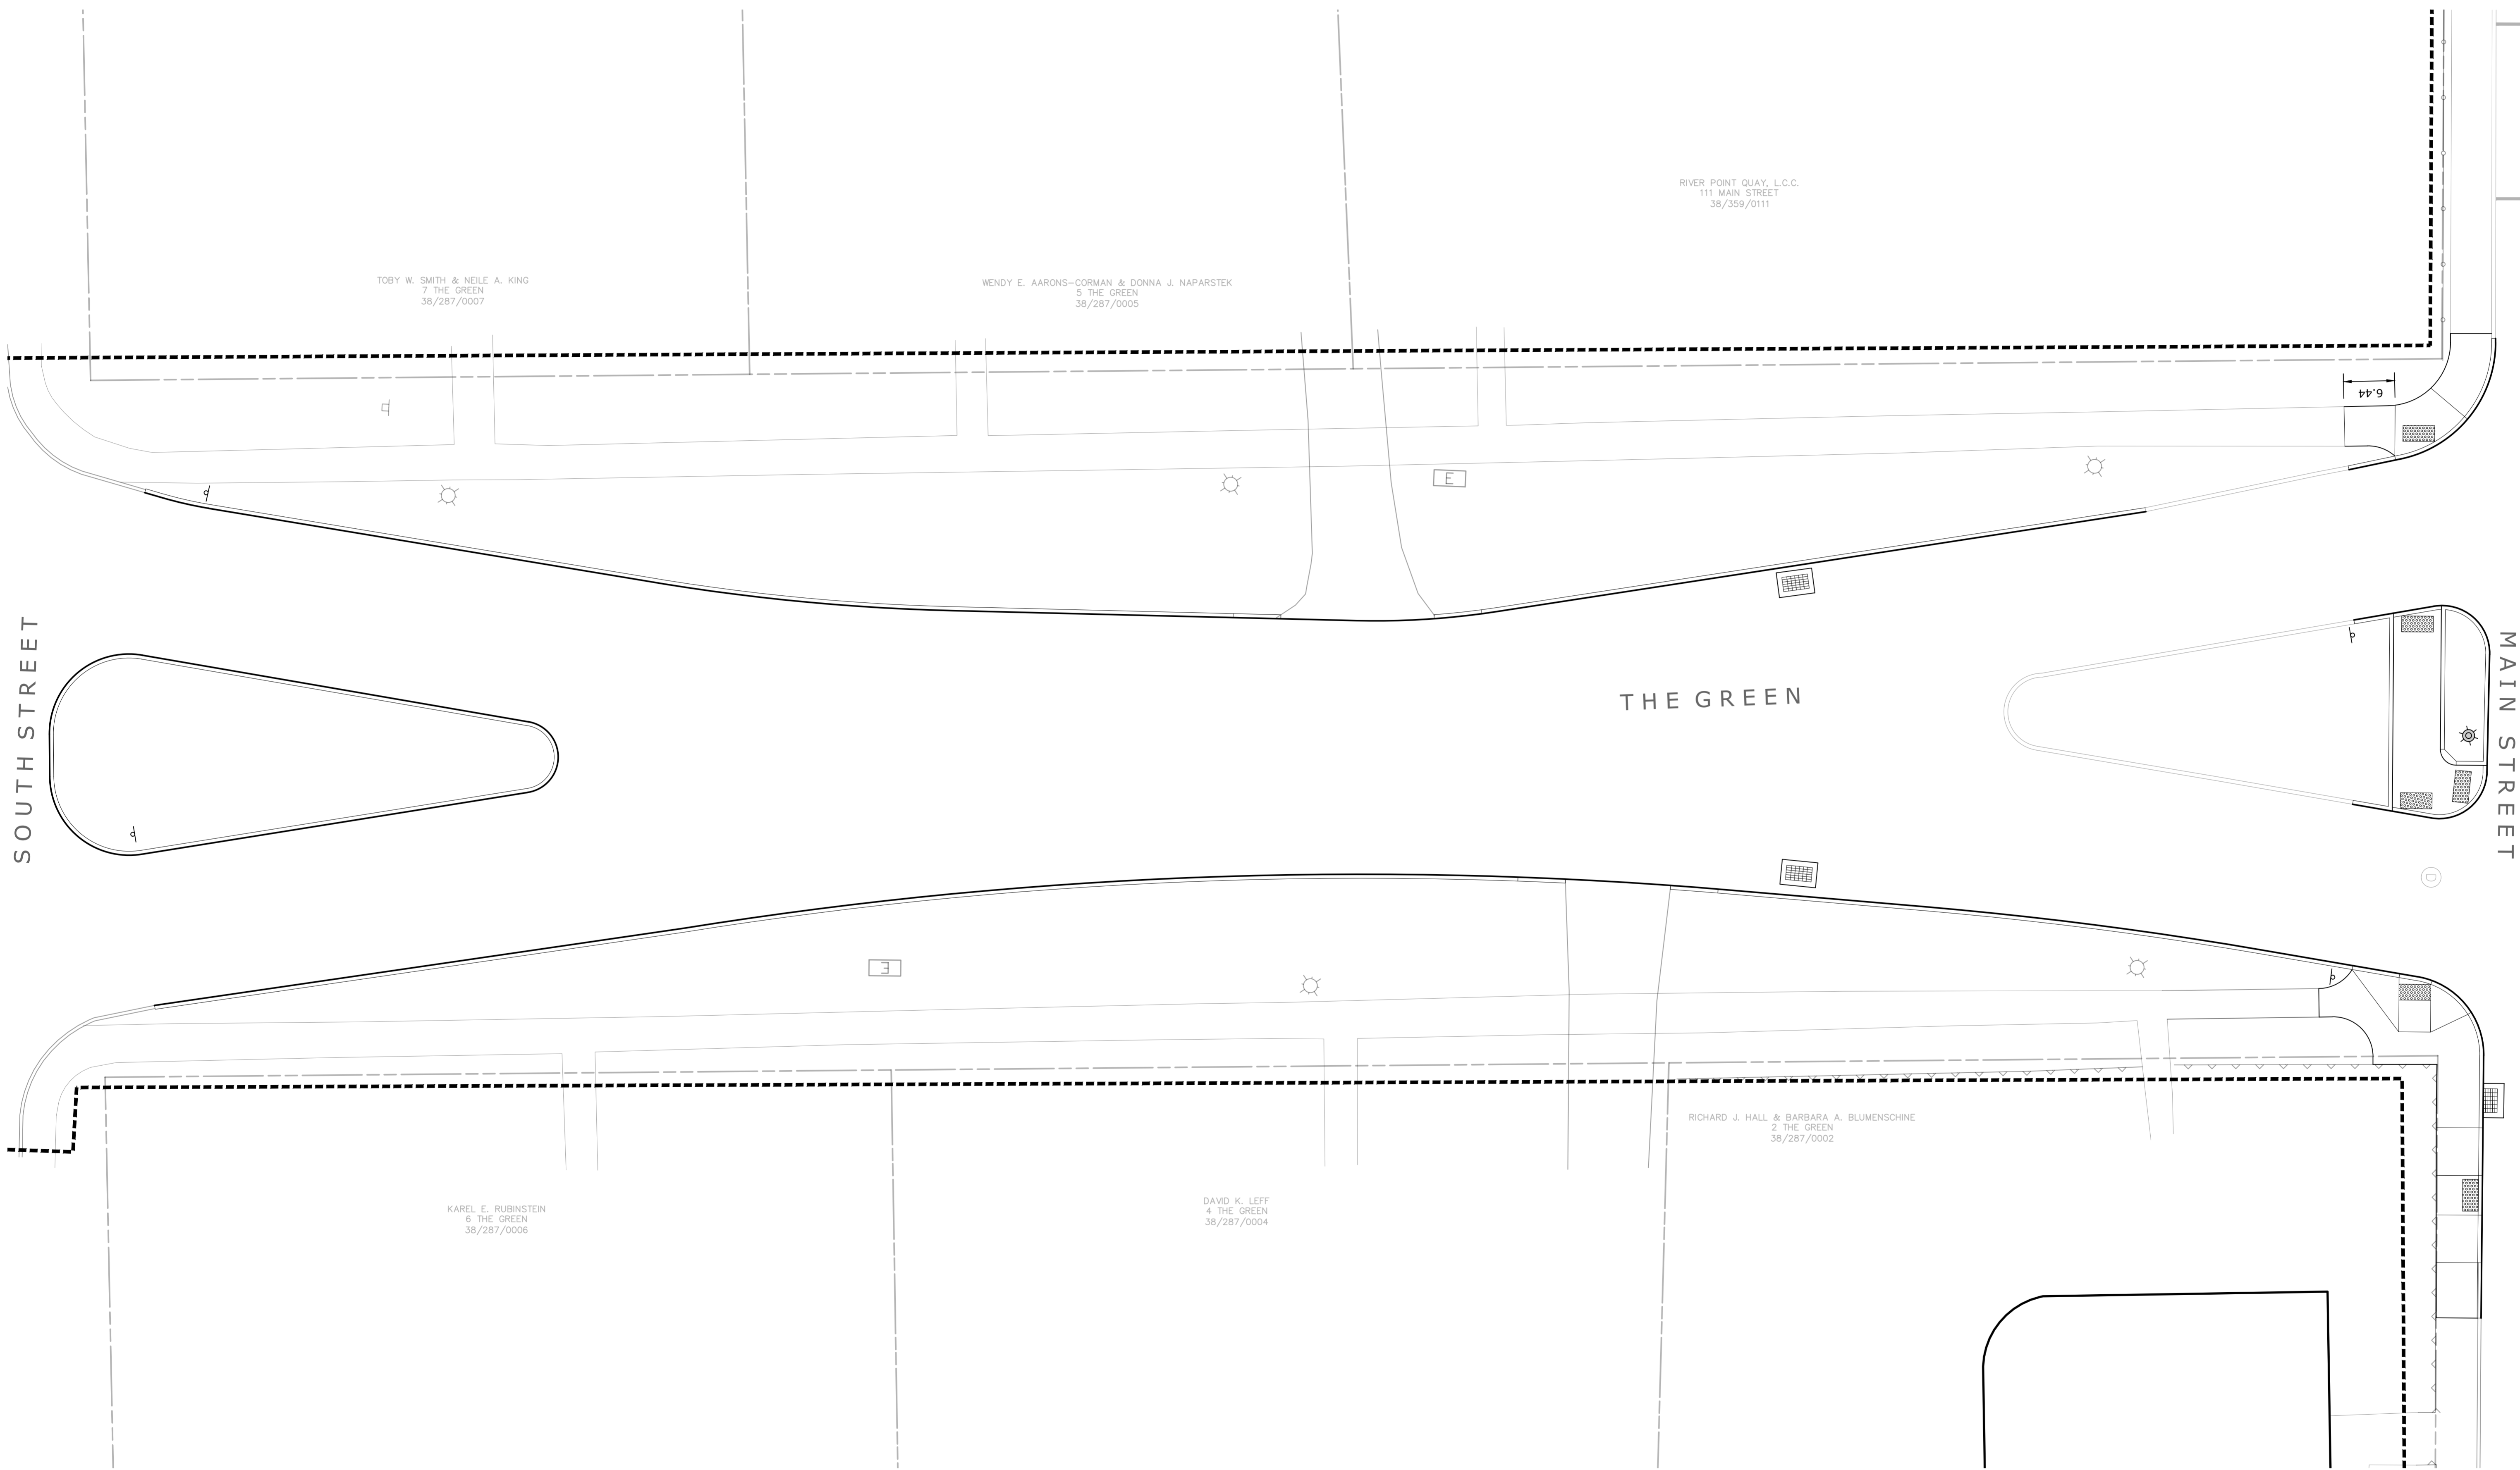 RIVER POINT QUAY, L.C.C.
111 MAIN STREET
38/359/0111
TOBY W. SMITH & NEILE A. KING
7 THE GREEN
38/287/0007
WENDY E. AARONS-CORMAN & DONNA J. NAPARSTEK
5 THE GREEN
38/287/0005
6.44
E
SOUTH STREET
THE GREEN
MAIN STREET
D
E
RICHARD J. HALL & BARBARA A. BLUMENSCHINE
2 THE GREEN
38/287/0002
KAREL E. RUBINSTEIN
6 THE GREEN
38/287/0006
DAVID K. LEFF
4 THE GREEN
38/287/0004